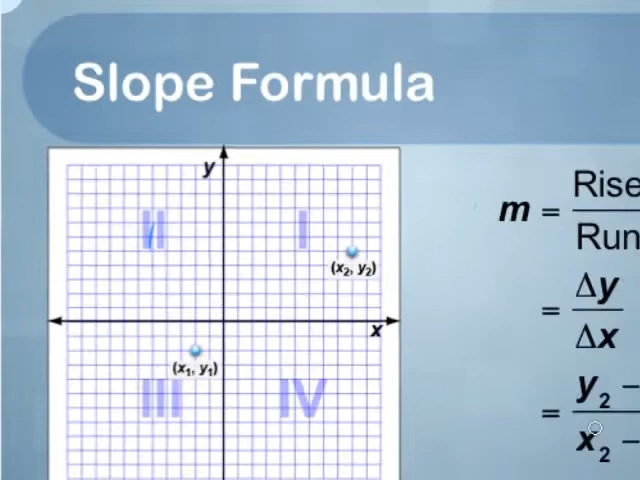 Slope Formula
y
II
I
(x₂, y₂)
x
(x₁, y₁)
III
IV
m = Rise
Run
= Δy
Δx
= y₂ –
x₂ –